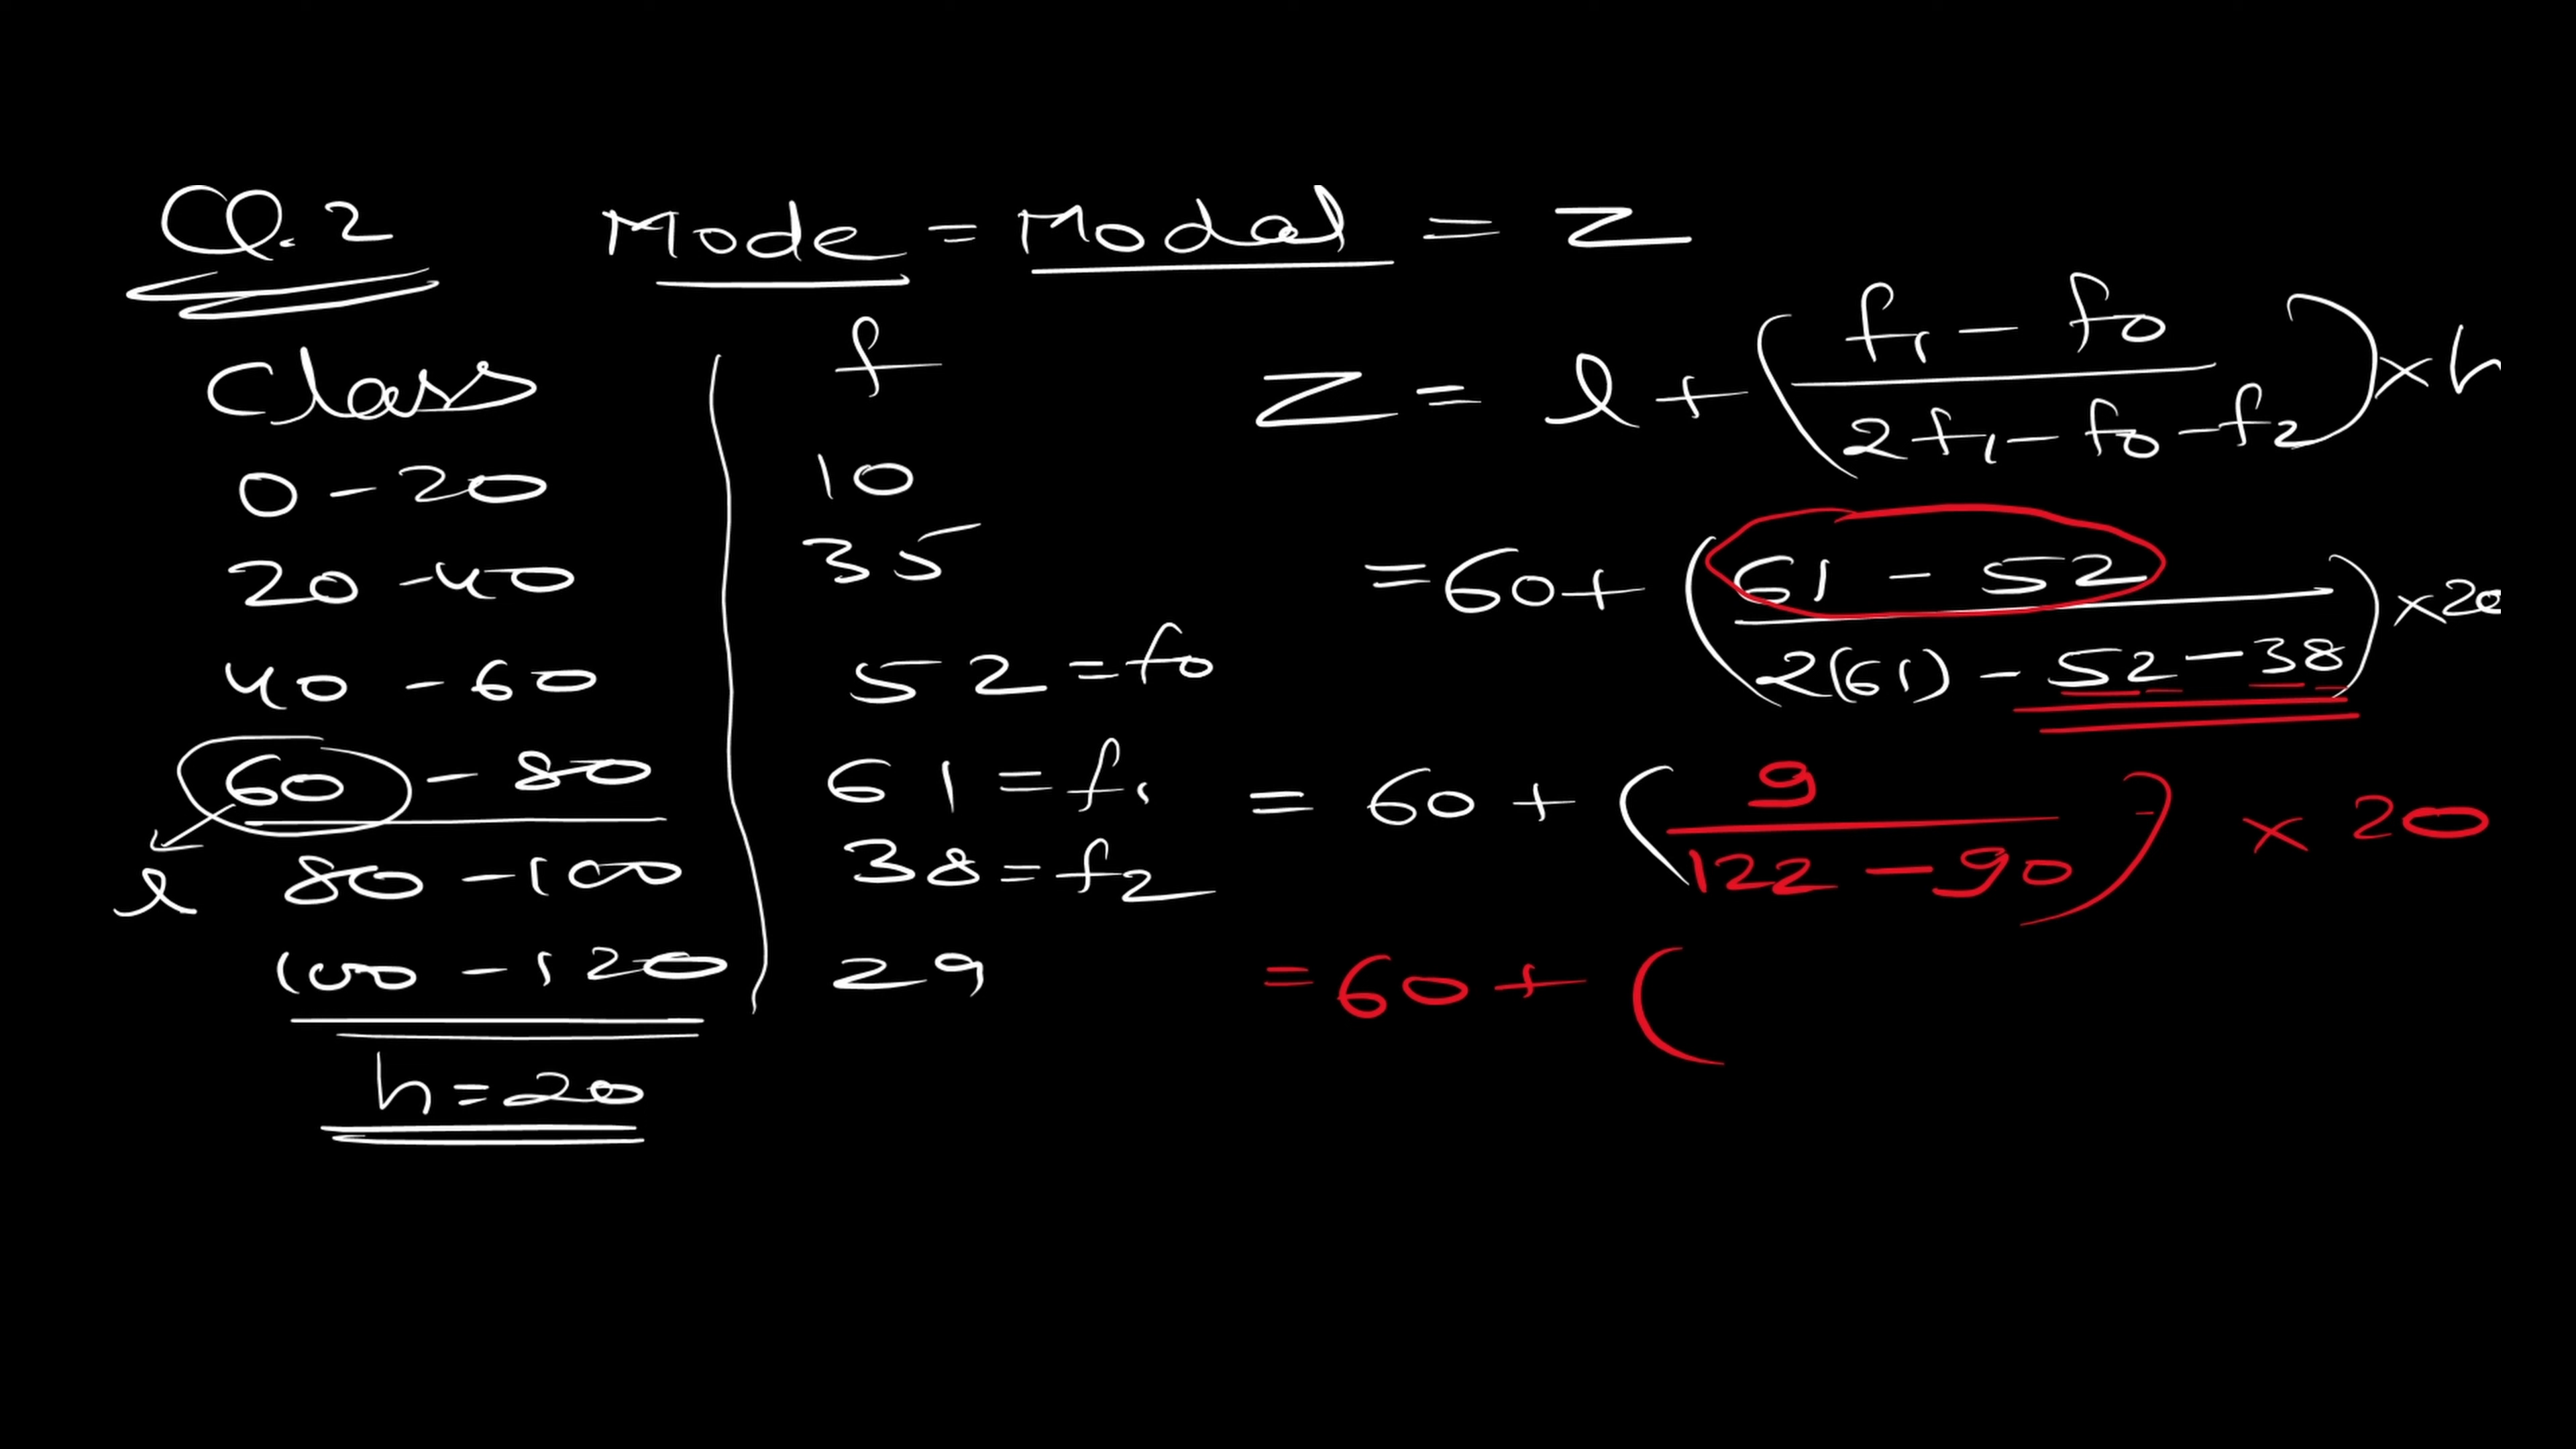 Q.2 Mode = Modal = Z
Class f
Z = l + (f1 - f0 / 2f1 - f0 - f2) × h
0 - 20 10
20 - 40 35
= 60 + (61 - 52 / 2(61) - 52 - 38) × 20
40 - 60 52 = f0
60 - 80 61 = f1
= 60 + (9 / 122 - 90) × 20
l 80 - 100 38 = f2
100 - 120 29
= 60 + (
h = 20